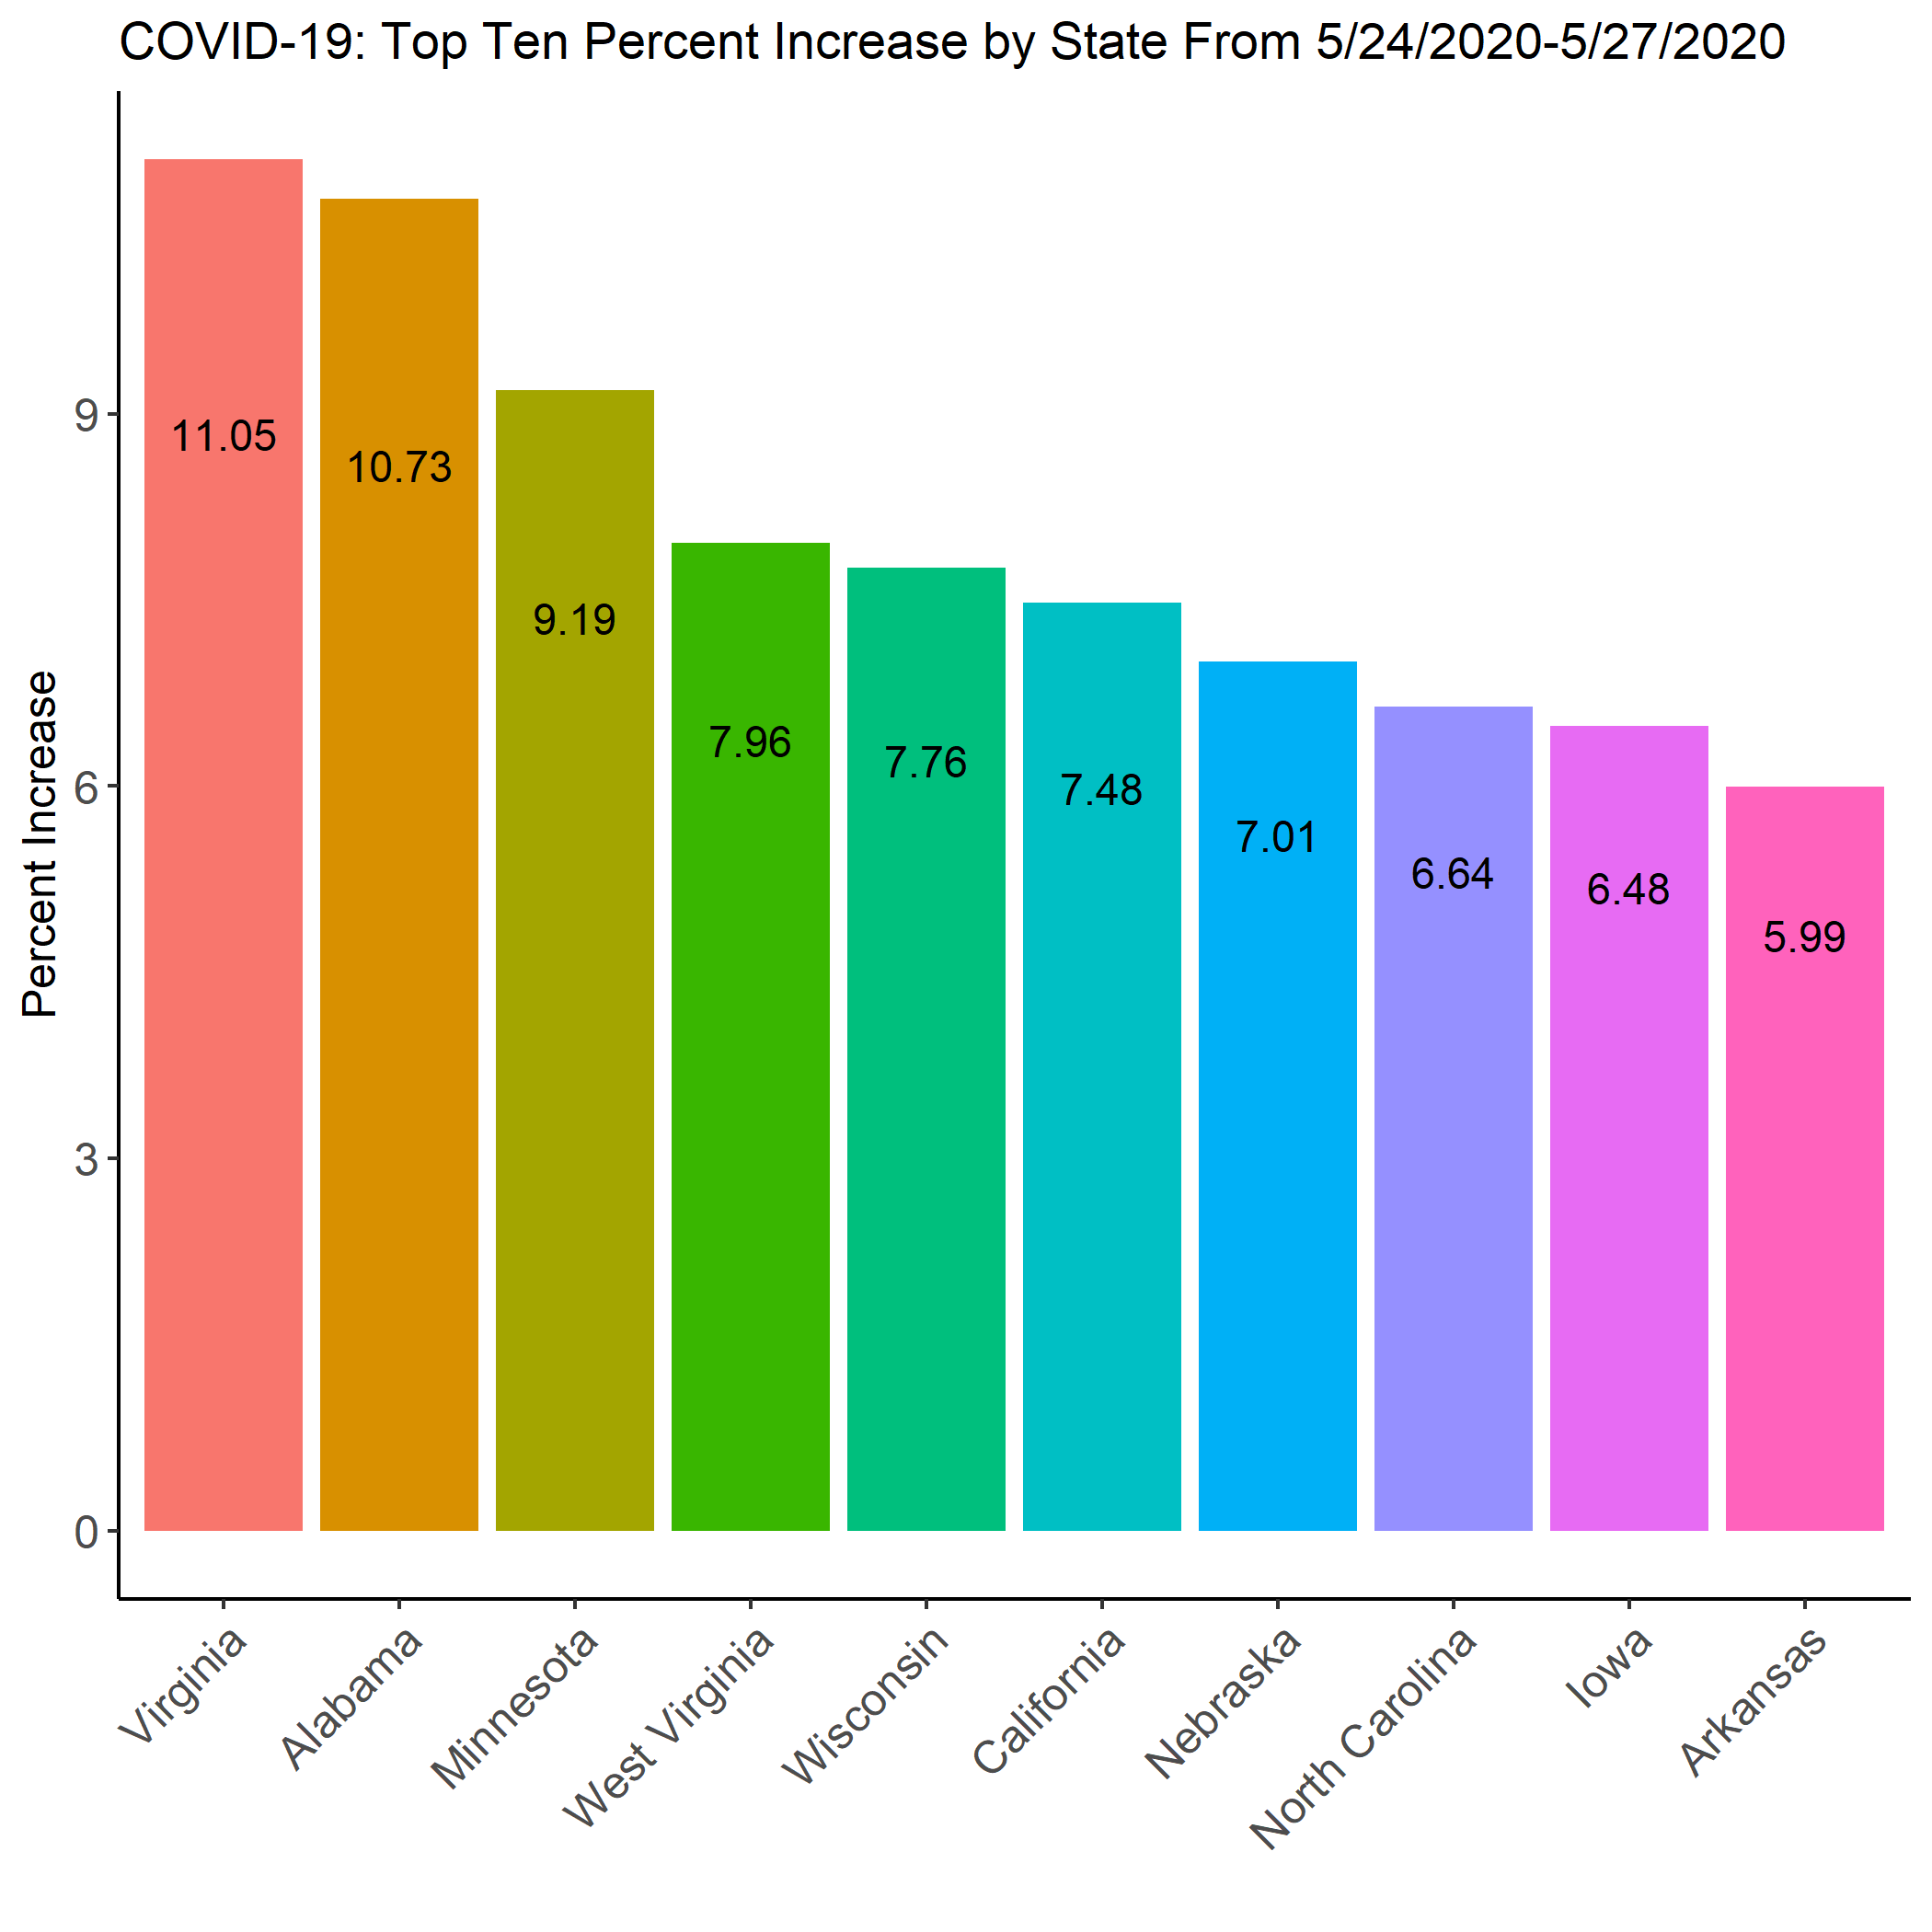 COVID-19: Top Ten Percent Increase by State From 5/24/2020-5/27/2020
Percent Increase
9
6
3
0
11.05
10.73
9.19
7.96
7.76
7.48
7.01
6.64
6.48
5.99
Virginia
Alabama
Minnesota
West Virginia
Wisconsin
California
Nebraska
North Carolina
Iowa
Arkansas